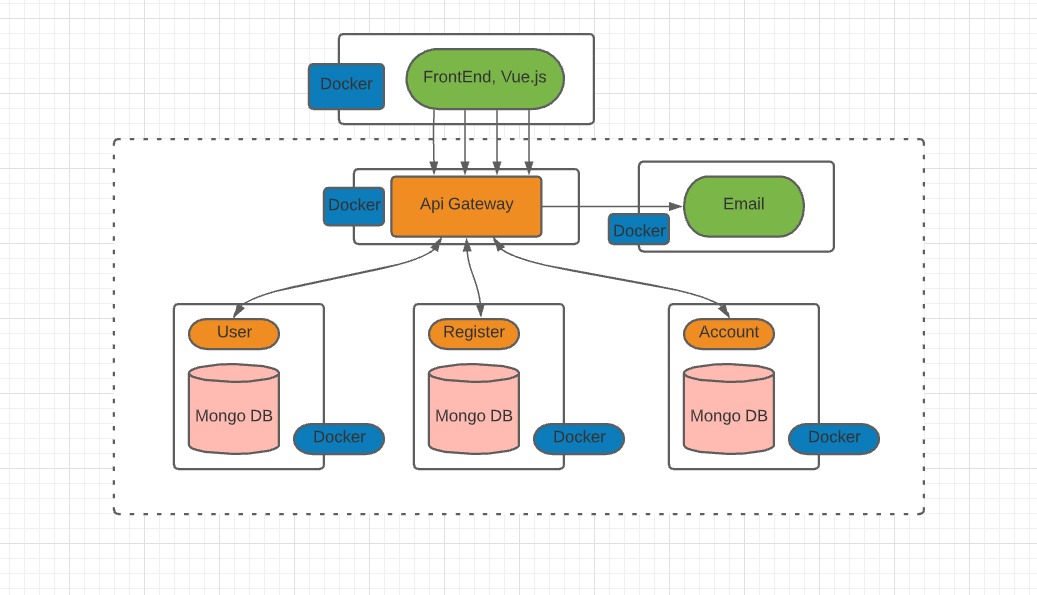 Docker
FrontEnd, Vue.js
Docker
Api Gateway
Docker
Email
User
Mongo DB
Docker
Register
Mongo DB
Docker
Account
Mongo DB
Docker